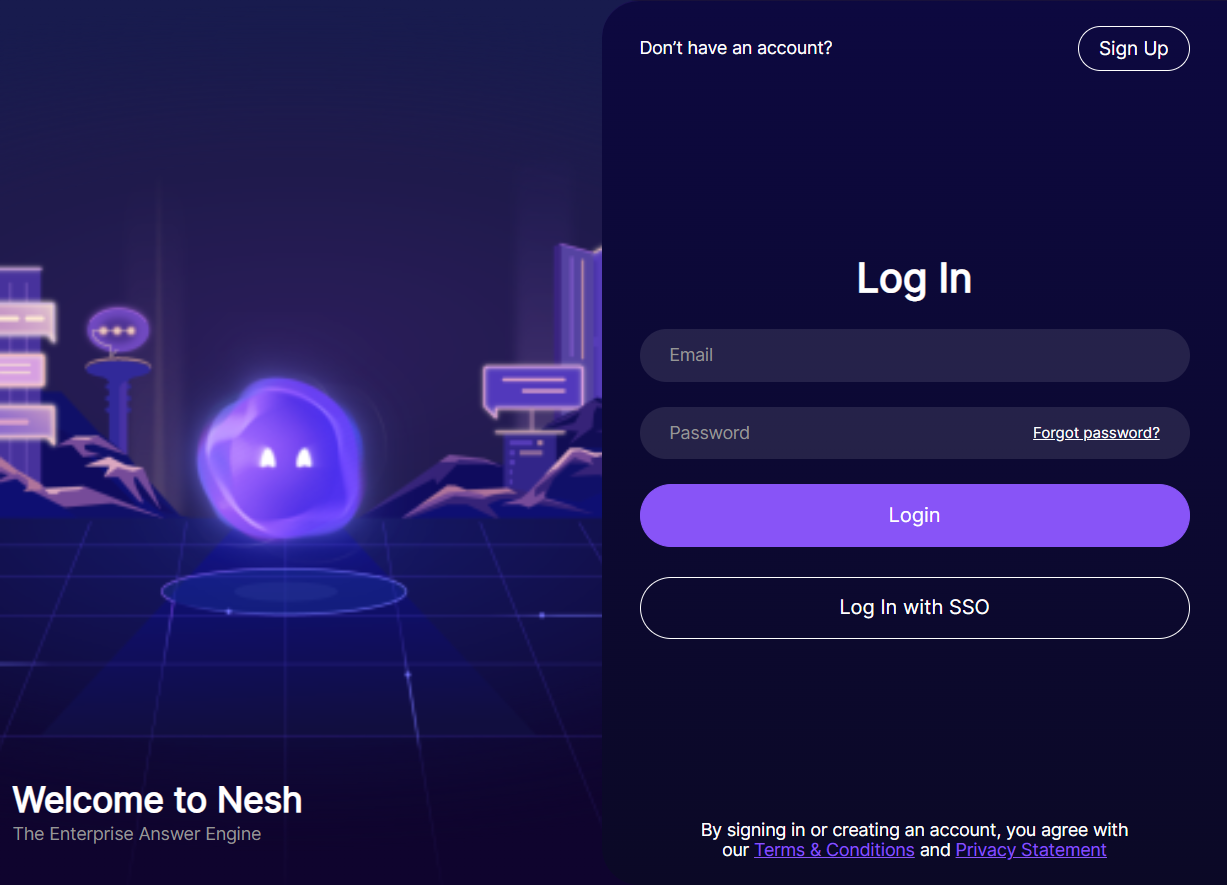 Don’t have an account?
Sign Up
Log In
Email
Password
Forgot password?
Login
Log In with SSO
Welcome to Nesh
The Enterprise Answer Engine
By signing in or creating an account, you agree with
our Terms & Conditions and Privacy Statement